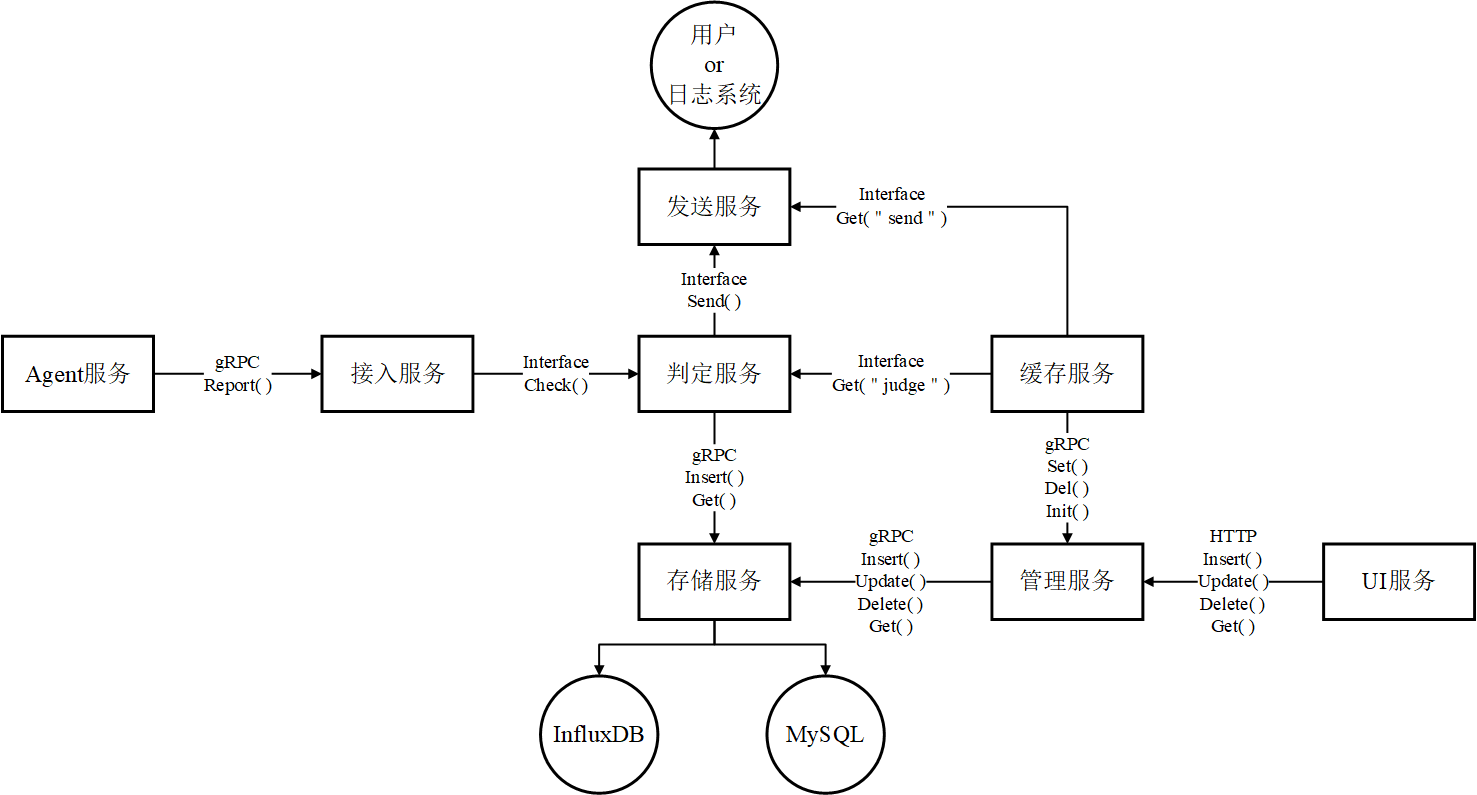 用户
or
日志系统
发送服务
Interface
Get( " send " )
Interface
Send( )
Agent服务
gRPC
Report( )
接入服务
Interface
Check( )
判定服务
Interface
Get( " judge " )
缓存服务
gRPC
Insert( )
Get( )
gRPC
Set( )
Del( )
Init( )
存储服务
gRPC
Insert( )
Update( )
Delete( )
Get( )
管理服务
HTTP
Insert( )
Update( )
Delete( )
Get( )
UI服务
InfluxDB
MySQL